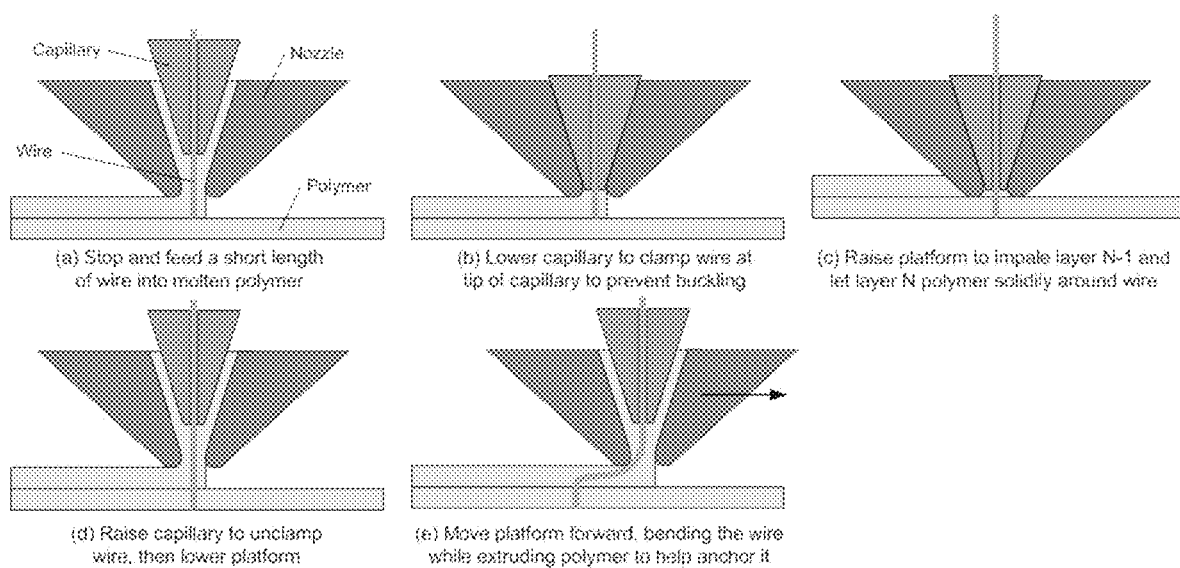 Capillary
Nozzle
Wire
Polymer
(a) Stop and feed a short length
of wire into molten polymer
(b) Lower capillary to clamp wire at
tip of capillary to prevent buckling
(c) Raise platform to impale layer N-1 and
let layer N polymer solidify around wire
(d) Raise capillary to unclamp
wire, then lower platform
(e) Move platform forward, bending the wire
while extruding polymer to help anchor it